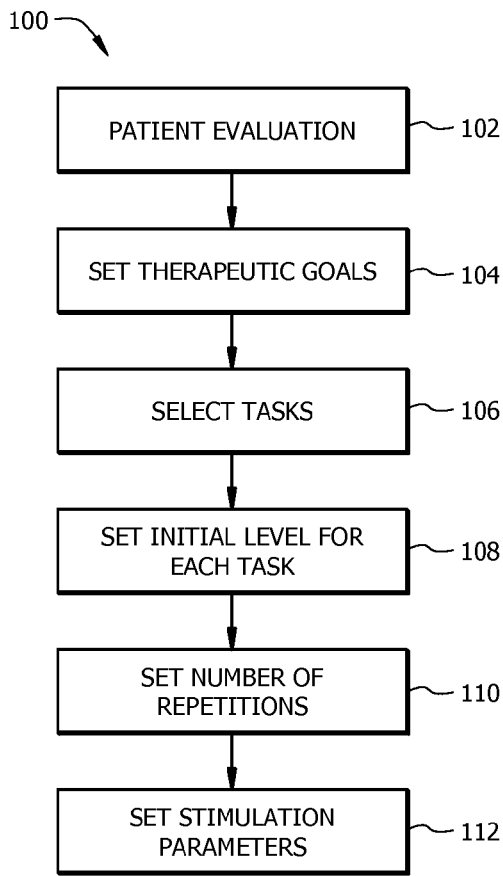 100
PATIENT EVALUATION
102
SET THERAPEUTIC GOALS
104
SELECT TASKS
106
SET INITIAL LEVEL FOR
EACH TASK
108
SET NUMBER OF
REPETITIONS
110
SET STIMULATION
PARAMETERS
112